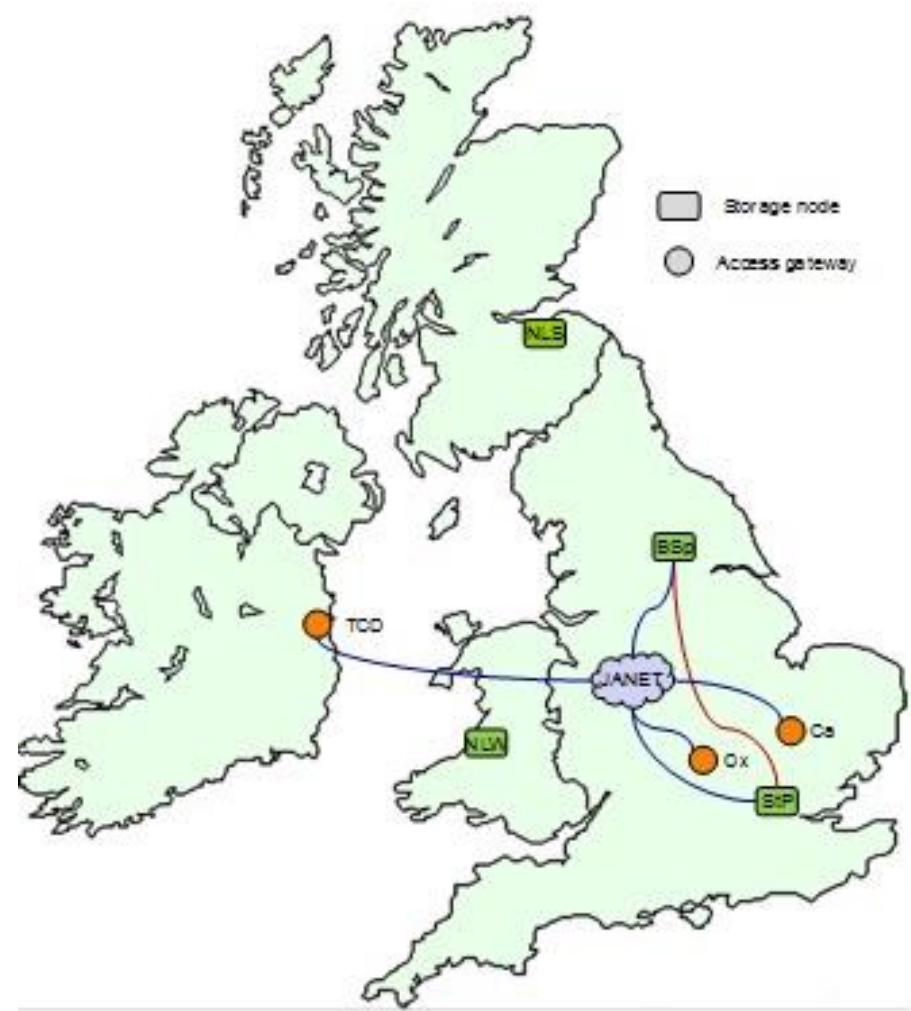 Storage node
Access gateway
NLS
BSp
TCD
JANET
Ca
NLW
Ox
StP